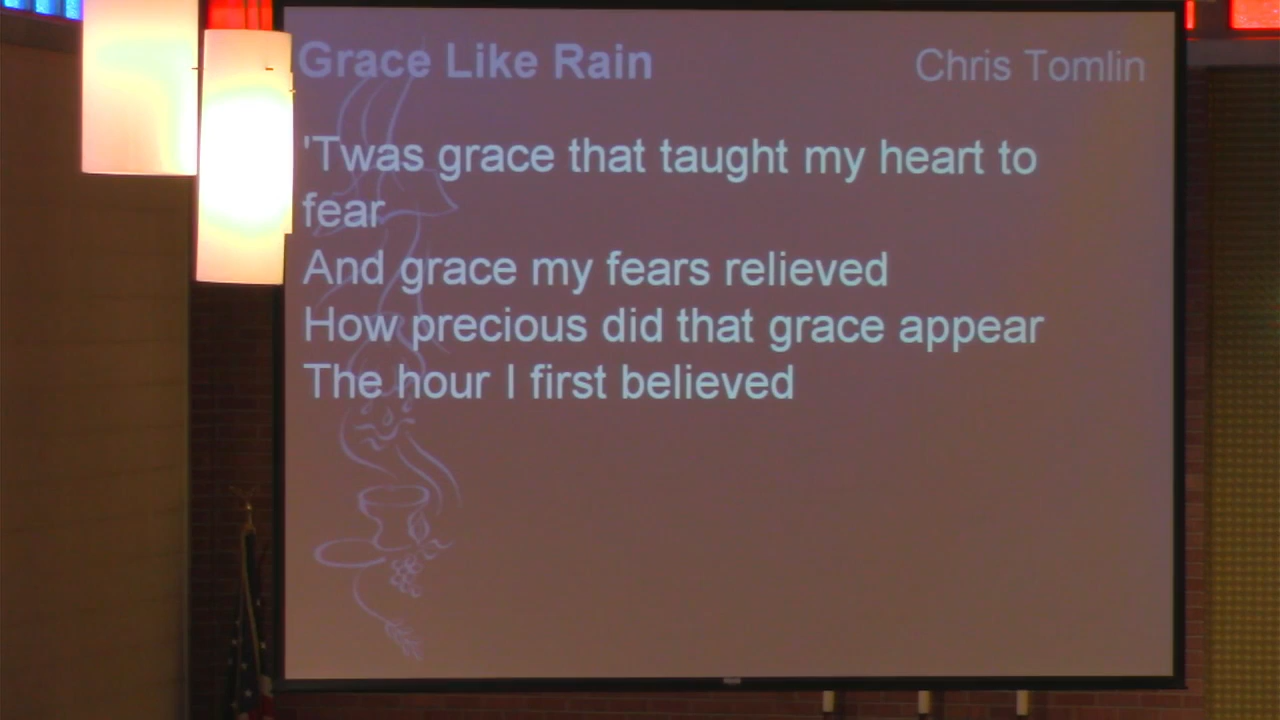 Grace Like Rain Chris Tomlin
'Twas grace that taught my heart to
fear
And grace my fears relieved
How precious did that grace appear
The hour I first believed